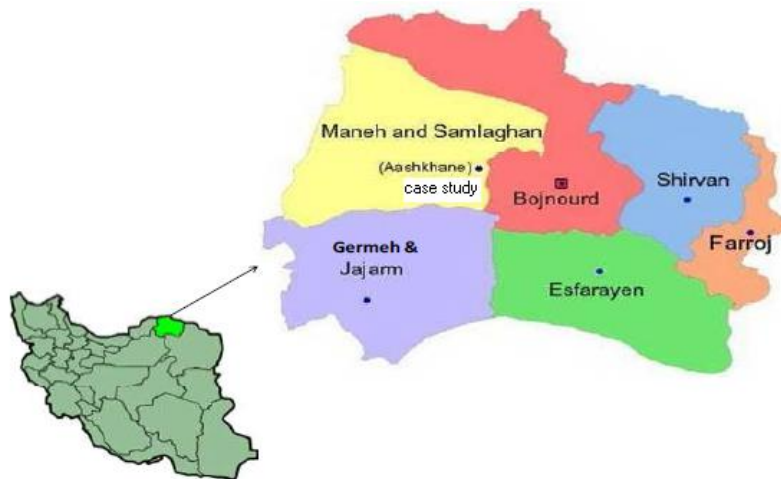 Maneh and Samlaghan
(Aashkhane)
case study
Bojnourd
Shirvan
Farroj
Germeh &
Jajarm
Esfarayen